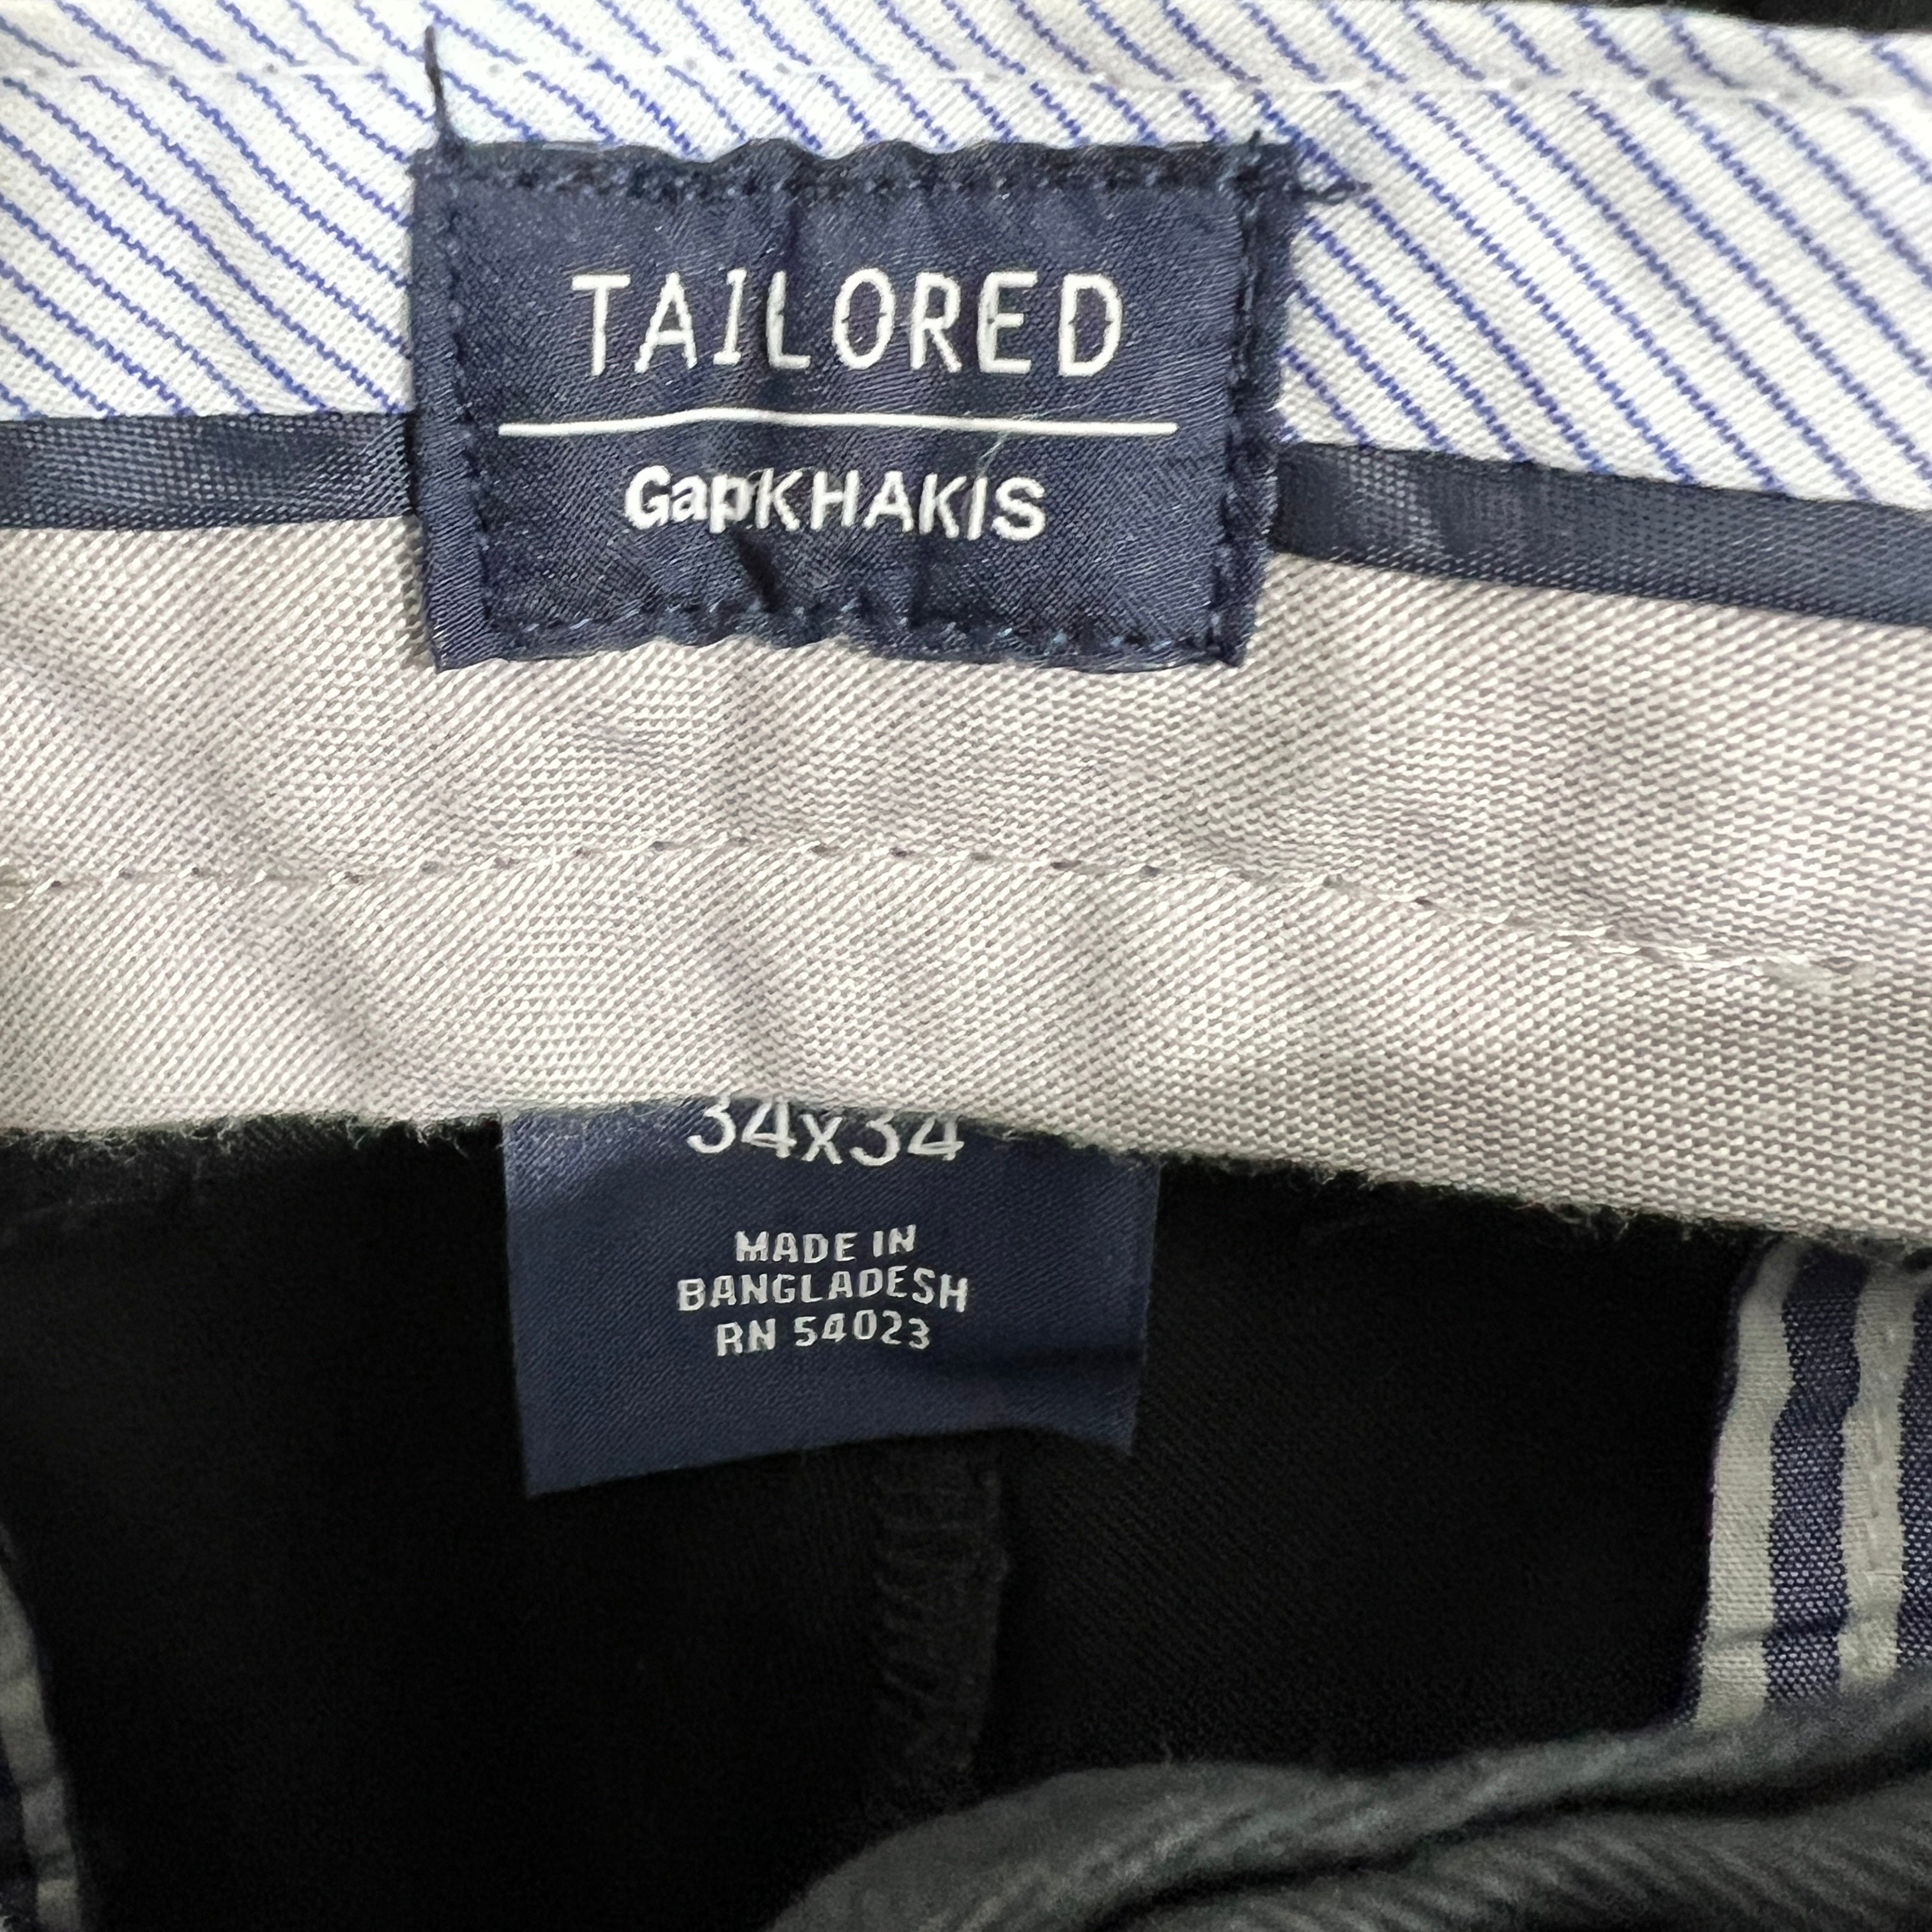 TAILORED
GapKHAKIS
34x34
MADE IN
BANGLADESH
RN 54023